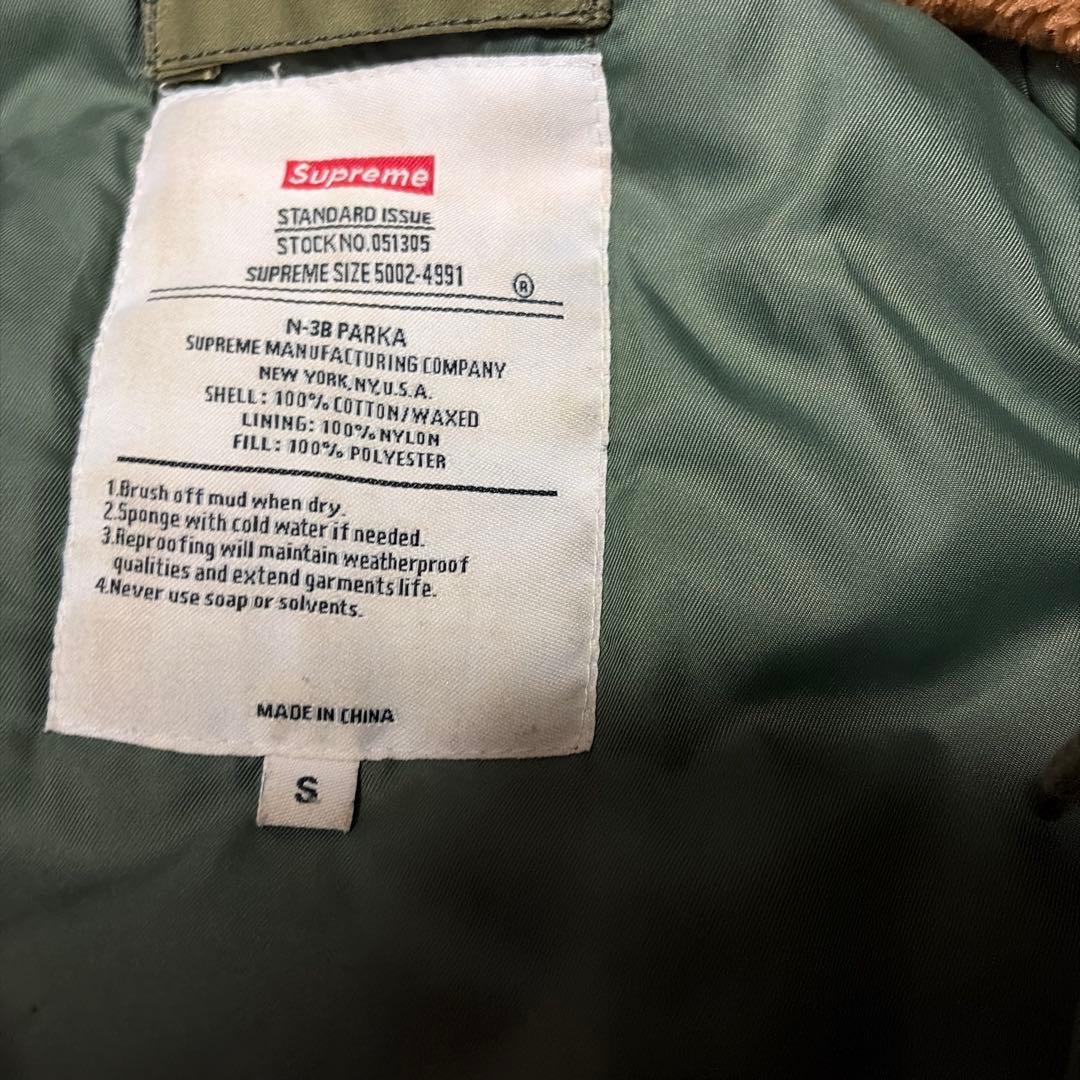 Supreme
STANDARD ISSUE
STOCK NO. 051305
SUPREME SIZE 5002-4991 ®
N-3B PARKA
SUPREME MANUFACTURING COMPANY
NEW YORK, NY, U.S.A.
SHELL: 100% COTTON/WAXED
LINING: 100% NYLON
FILL: 100% POLYESTER
1.Brush off mud when dry.
2.Sponge with cold water if needed.
3.Reproofing will maintain weatherproof
qualities and extend garments life.
4.Never use soap or solvents.
MADE IN CHINA
S